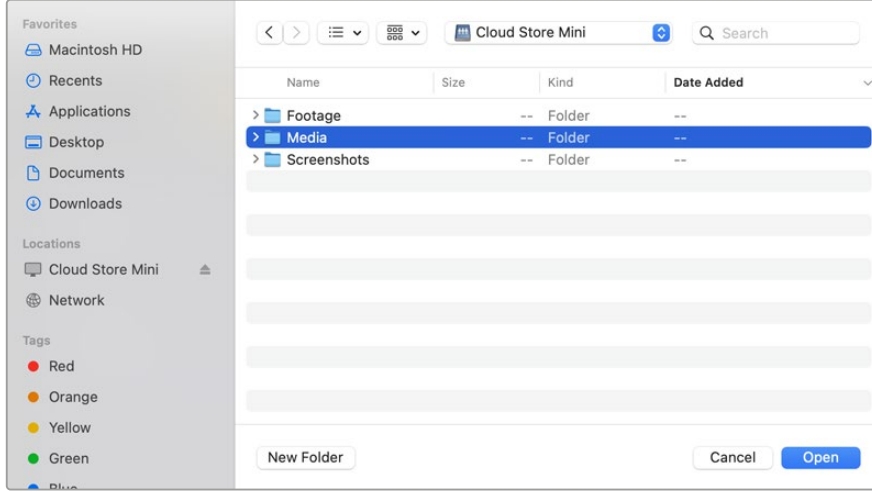 Favorites
Macintosh HD
Recents
Applications
Desktop
Documents
Downloads
Locations
Cloud Store Mini
Network
Tags
Red
Orange
Yellow
Green
Blue
Cloud Store Mini
Search
Name Size Kind Date Added
Footage -- Folder --
Media -- Folder --
Screenshots -- Folder --
New Folder Cancel Open